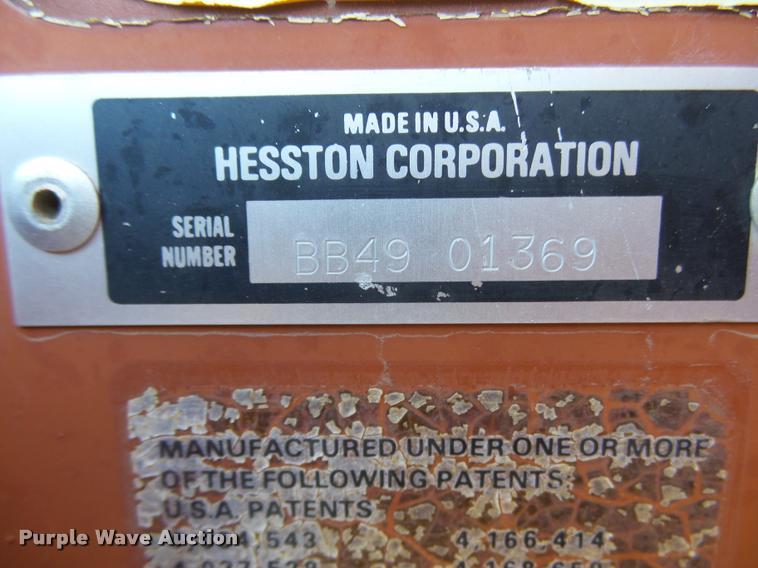 MADE IN U.S.A.
HESSTON CORPORATION
SERIAL NUMBER
BB49 01369
MANUFACTURED UNDER ONE OR MORE
OF THE FOLLOWING PATENTS:
U.S.A. PATENTS
4,166,414
Purple Wave Auction